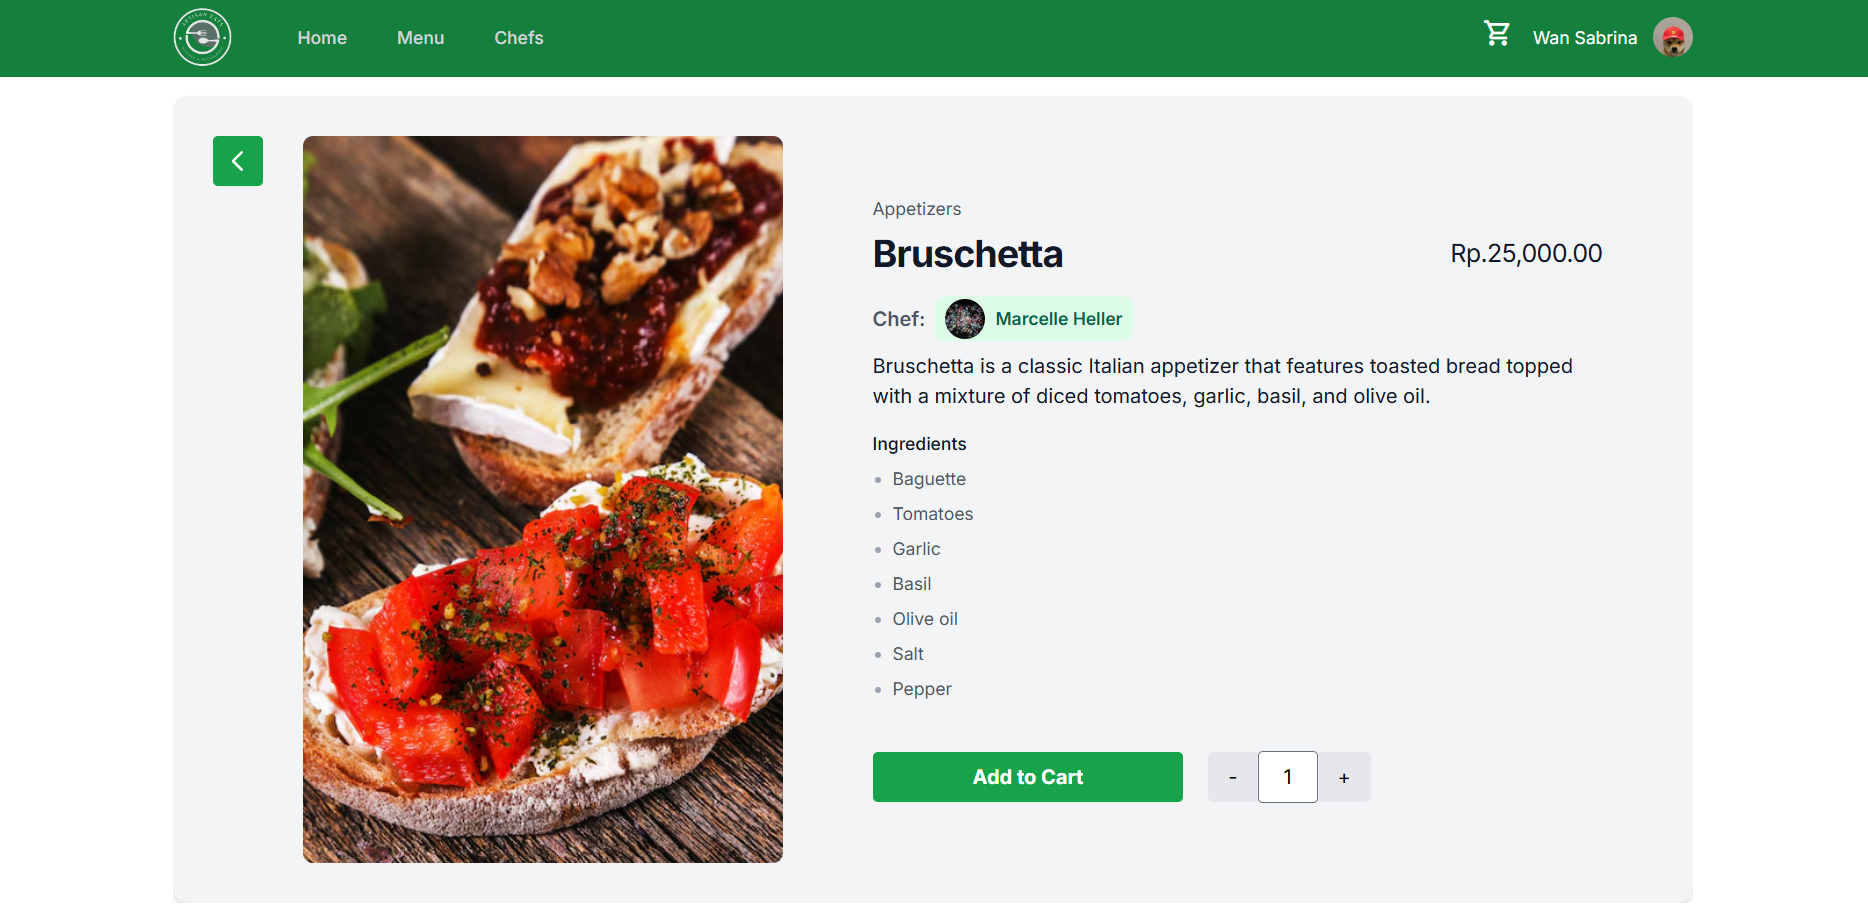 ARTISAN EATS
Home
Menu
Chefs
Wan Sabrina
Appetizers
Bruschetta
Rp.25,000.00
Chef:
Marcelle Heller
Bruschetta is a classic Italian appetizer that features toasted bread topped
with a mixture of diced tomatoes, garlic, basil, and olive oil.
Ingredients
Baguette
Tomatoes
Garlic
Basil
Olive oil
Salt
Pepper
Add to Cart
-
1
+